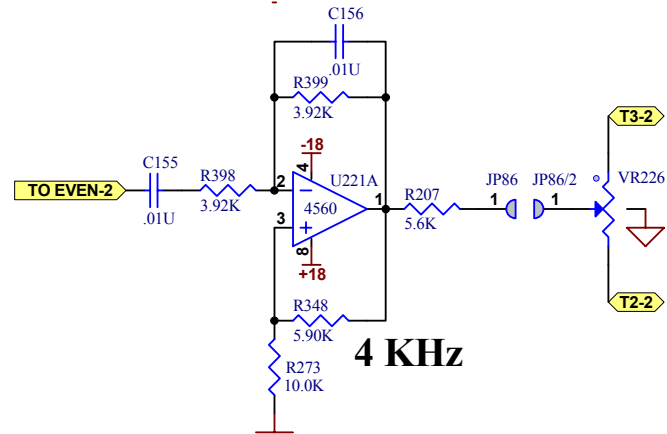 C156
.01U
R399
3.92K
T3-2
-18
C155
R398
4
U221A
JP86
JP86/2
VR226
TO EVEN-2
2
4560
R207
1
1
1
.01U
3.92K
3
5.6K
8
+18
T2-2
R348
5.90K
4 KHz
R273
10.0K